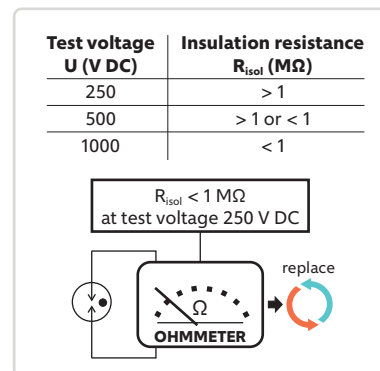 Test voltage Insulation resistance
U (V DC) Rᵢₛₒₗ (MΩ)
250 > 1
500 > 1 or < 1
1000 < 1
Rᵢₛₒₗ < 1 MΩ
at test voltage 250 V DC
replace
Ω
OHMMETER